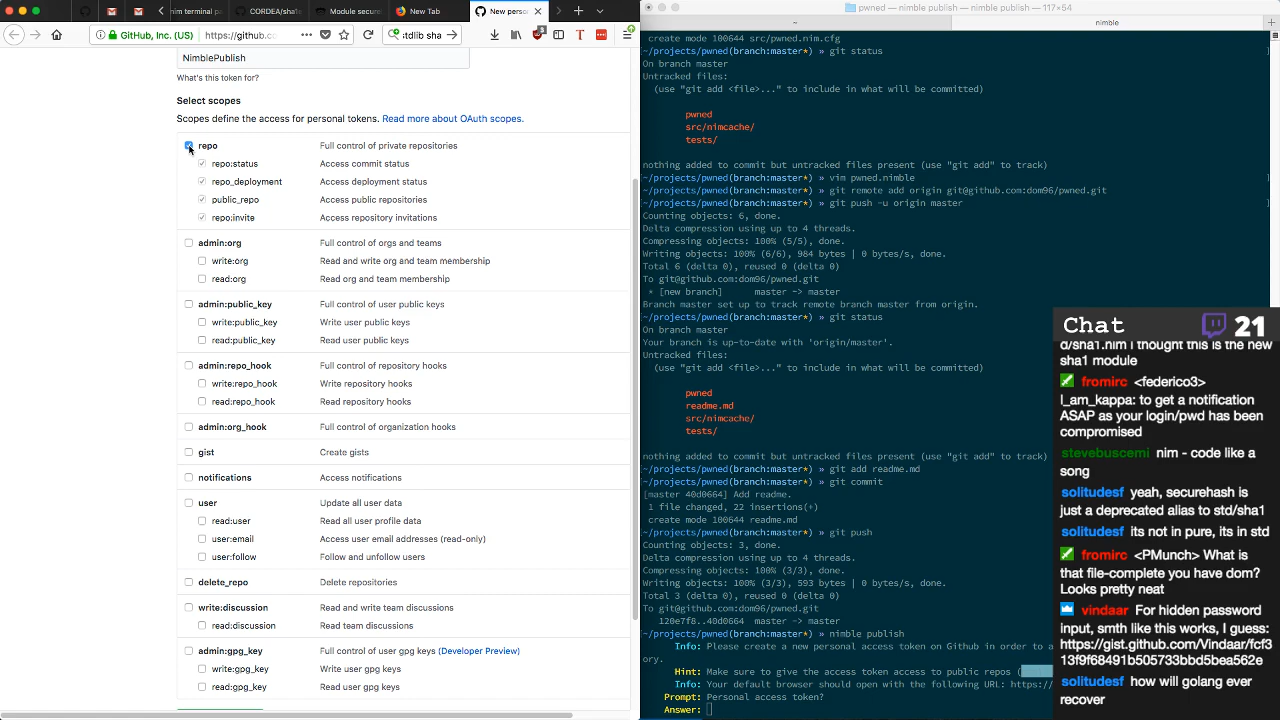 nim terminal pa
CORDEA/sha1:
Module secure
New Tab
New perso
GitHub, Inc. (US)
https://github.co
:tdlib sha
NimblePublish
What's this token for?
Select scopes
Scopes define the access for personal tokens. Read more about OAuth scopes.
repo Full control of private repositories
repo:status Access commit status
repo_deployment Access deployment status
public_repo Access public repositories
repo:invite Access repository invitations
admin:org Full control of orgs and teams
write:org Read and write org and team membership
read:org Read org and team membership
admin:public_key Full control of user public keys
write:public_key Write user public keys
read:public_key Read user public keys
admin:repo_hook Full control of repository hooks
write:repo_hook Write repository hooks
read:repo_hook Read repository hooks
admin:org_hook Full control of organization hooks
gist Create gists
notifications Access notifications
user Update all user data
read:user Read all user profile data
user:email Access user email addresses (read-only)
user:follow Follow and unfollow users
delete_repo Delete repositories
write:discussion Read and write team discussions
read:discussion Read team discussions
admin:gpg_key Full control of user gpg keys (Developer Preview)
write:gpg_key Write user gpg keys
read:gpg_key Read user gpg keys
pwned — nimble publish — nimble publish — 117×54
~ nimble
create mode 100644 src/pwned.nim.cfg
[~/projects/pwned(branch:master*) » git status
On branch master
Untracked files:
(use "git add <file>..." to include in what will be committed)
pwned
src/nimcache/
tests/
nothing added to commit but untracked files present (use "git add" to track)
[~/projects/pwned(branch:master*) » vim pwned.nimble
[~/projects/pwned(branch:master*) » git remote add origin git@github.com:dom96/pwned.git
[~/projects/pwned(branch:master*) » git push -u origin master
Counting objects: 6, done.
Delta compression using up to 4 threads.
Compressing objects: 100% (5/5), done.
Writing objects: 100% (6/6), 984 bytes | 0 bytes/s, done.
Total 6 (delta 0), reused 0 (delta 0)
To git@github.com:dom96/pwned.git
* [new branch] master -> master
Branch master set up to track remote branch master from origin.
[~/projects/pwned(branch:master*) » git status
On branch master
Your branch is up-to-date with 'origin/master'.
Untracked files:
(use "git add <file>..." to include in what will be committed)
pwned
readme.md
src/nimcache/
tests/
nothing added to commit but untracked files present (use "git add" to track)
[~/projects/pwned(branch:master*) » git add readme.md
[~/projects/pwned(branch:master*) » git commit
[master 40d0664] Add readme.
1 file changed, 22 insertions(+)
create mode 100644 readme.md
[~/projects/pwned(branch:master*) » git push
Counting objects: 3, done.
Delta compression using up to 4 threads.
Compressing objects: 100% (3/3), done.
Writing objects: 100% (3/3), 593 bytes | 0 bytes/s, done.
Total 3 (delta 0), reused 0 (delta 0)
To git@github.com:dom96/pwned.git
120e7f8..40d0664 master -> master
[~/projects/pwned(branch:master*) » nimble publish
Info: Please create a new personal access token on Github in order to a
ory.
Hint: Make sure to give the access token access to public repos (
Info: Your default browser should open with the following URL: https://
Prompt: Personal access token?
Answer:
Chat 21
d/sha1.nim i thought this is the new
sha1 module
fromirc <federico3>
I_am_kappa: to get a notification
ASAP as your login/pwd has been
compromised
stevebuscemi nim - code like a
song
solitudesf yeah, securehash is
just a deprecated alias to std/sha1
solitudesf its not in pure, its in std
fromirc <PMunch> What is
that file-complete you have dom?
Looks pretty neat
vindaar For hidden password
input, smth like this works, I guess:
https://gist.github.com/Vindaar/fcf3
13f9f68491b505733bbd5bea562e
solitudesf how will golang ever
recover